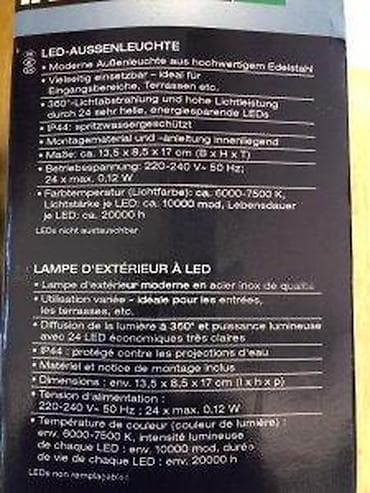 LED-AUSSENLEUCHTE
• Moderne Außenleuchte aus hochwertigem Edelstahl
• Vielseitig einsetzbar – ideal für
Eingangsbereiche, Terrassen etc.
• 360°-Lichtabstrahlung und hohe Lichtleistung
durch 24 sehr helle, energiesparende LEDs
• IP44: spritzwassergeschützt
• Montagematerial und -anleitung innenliegend
• Maße: ca. 13,5 x 8,5 x 17 cm (B x H x T)
• Betriebsspannung: 220-240 V~ 50 Hz;
24 x max. 0,12 W
• Farbtemperatur (Lichtfarbe): ca. 6000-7500 K,
Lichtstärke je LED: ca. 10000 mcd, Lebensdauer
je LED: ca. 20000 h
LEDs nicht austauschbar
LAMPE D'EXTÉRIEUR À LED
• Lampe d'extérieur moderne en acier inox de qualité
• Utilisation variée – idéale pour les entrées,
les terrasses, etc.
• Diffusion de la lumière à 360° et puissance lumineuse
avec 24 LED économiques très claires
• IP44 : protégé contre les projections d'eau
• Matériel et notice de montage inclus
• Dimensions : env. 13,5 x 8,5 x 17 cm (l x h x p)
• Tension d'alimentation :
220-240 V~ 50 Hz ; 24 x max. 0,12 W
• Température de couleur (couleur de lumière) :
env. 6000-7500 K, intensité lumineuse
de chaque LED : env. 10000 mcd, durée
de vie de chaque LED : env. 20000 h
LEDs non remplaçables